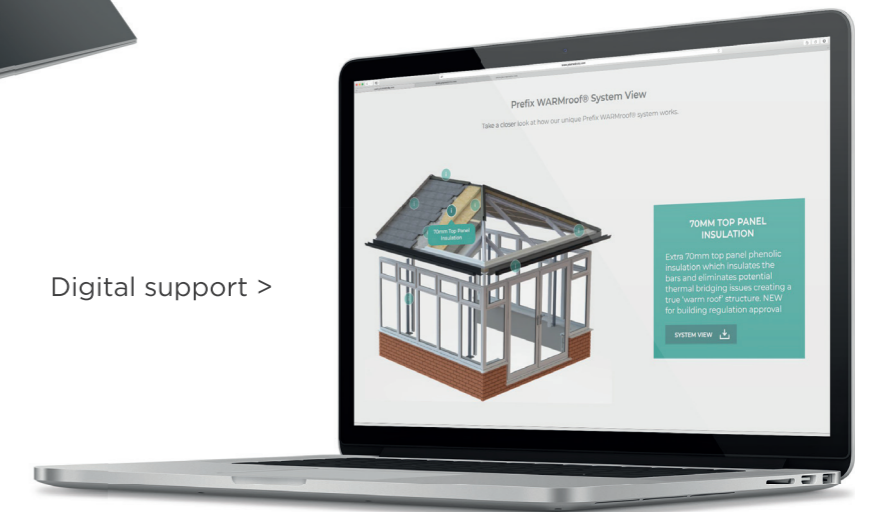 Prefix WARMroof® System View
Take a closer look at how our unique Prefix WARMroof® system works.
70mm Top Panel
Insulation
70MM TOP PANEL
INSULATION
Extra 70mm top panel phenolic
insulation which insulates the
bars and eliminates potential
thermal bridging issues creating a
true 'warm roof' structure. NEW
for building regulation approval
SYSTEM VIEW
Digital support >